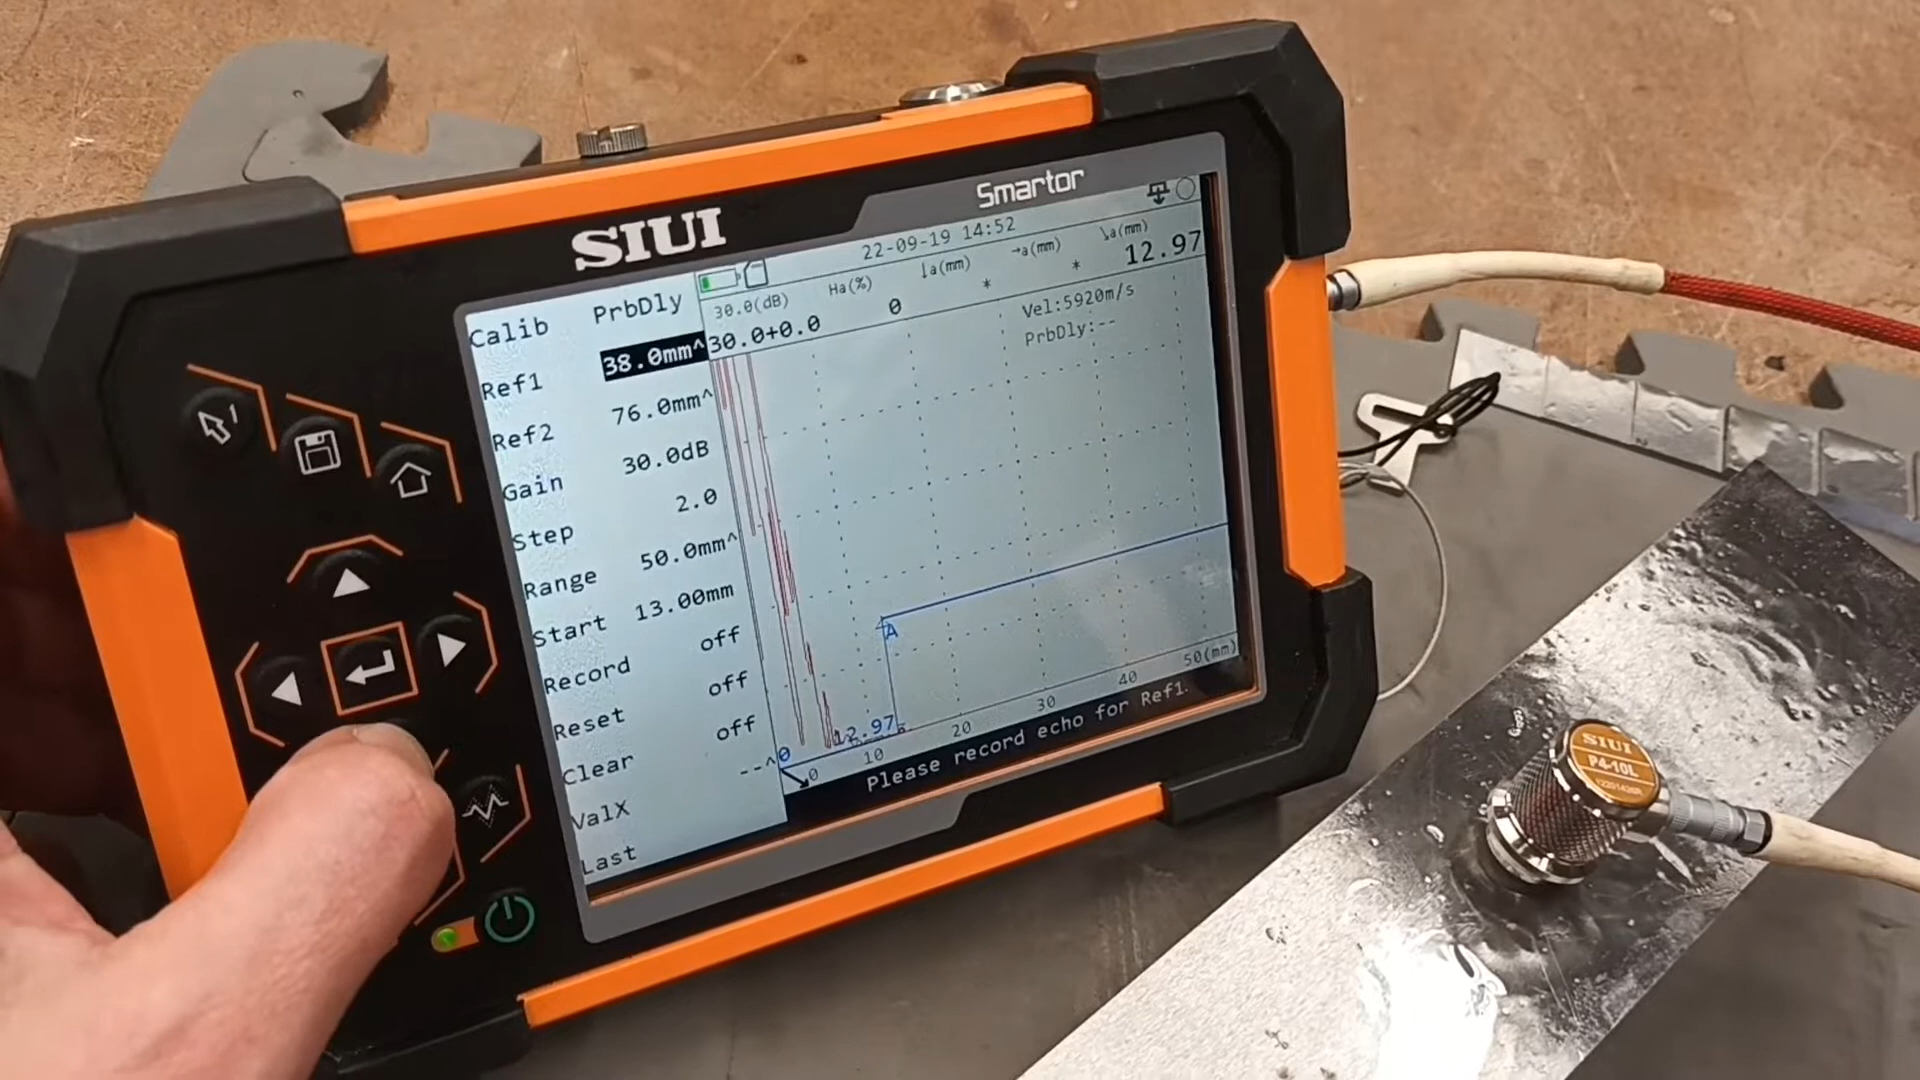 SIUI
Smartor
22-09-19 14:52
Calib PrbDly
30.0(dB) Ha(%) ↓a(mm) →a(mm) ↘a(mm)
30.0+0.0 0 * * 12.97
Vel:5920m/s
PrbDly:--
Ref1 38.0mm^
Ref2 76.0mm^
Gain 30.0dB
Step 2.0
Range 50.0mm^
Start 13.00mm
Record off
Reset off
Clear off
ValX --^
Last
A
12.97
0
0 10 20 30 40 50(mm)
Please record echo for Ref1.
SIUI
P4-10L